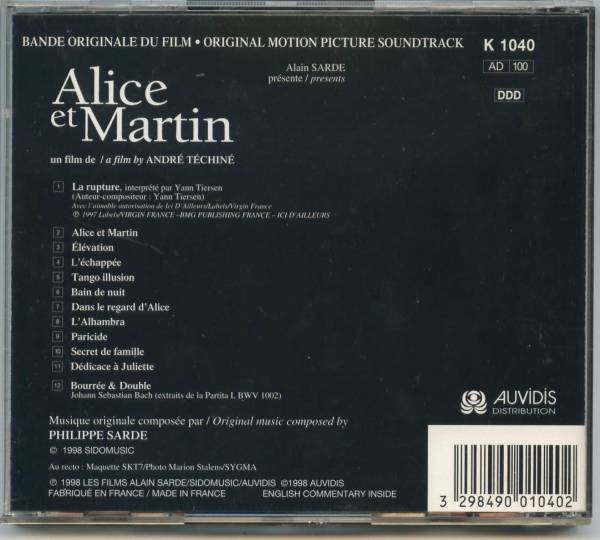 BANDE ORIGINALE DU FILM • ORIGINAL MOTION PICTURE SOUNDTRACK
K 1040
AD 100
DDD
Alain SARDE
présente / presents
Alice
et Martin
un film de / a film by ANDRÉ TÉCHINÉ
1 La rupture, interprété par Yann Tiersen
(Auteur-compositeur : Yann Tiersen)
Avec l'aimable autorisation de Ici D'Ailleurs/Labels/Virgin France
℗ 1997 Labels/VIRGIN FRANCE –BMG PUBLISHING FRANCE – ICI D'AILLEURS
2 Alice et Martin
3 Élévation
4 L'échappée
5 Tango illusion
6 Bain de nuit
7 Dans le regard d'Alice
8 L'Alhambra
9 Paricide
10 Secret de famille
11 Dédicace à Juliette
12 Bourrée & Double
Johann Sebastian Bach (extraits de la Partita I, BWV 1002)
Musique originale composée par / Original music composed by
PHILIPPE SARDE
© 1998 SIDOMUSIC
Au recto : Maquette SKT7/Photo Marion Stalens/SYGMA
℗ 1998 LES FILMS ALAIN SARDE/SIDOMUSIC/AUVIDIS ©1998 AUVIDIS
FABRIQUÉ EN FRANCE / MADE IN FRANCE ENGLISH COMMENTARY INSIDE
AUVIDIS
DISTRIBUTION
3 298490 010402